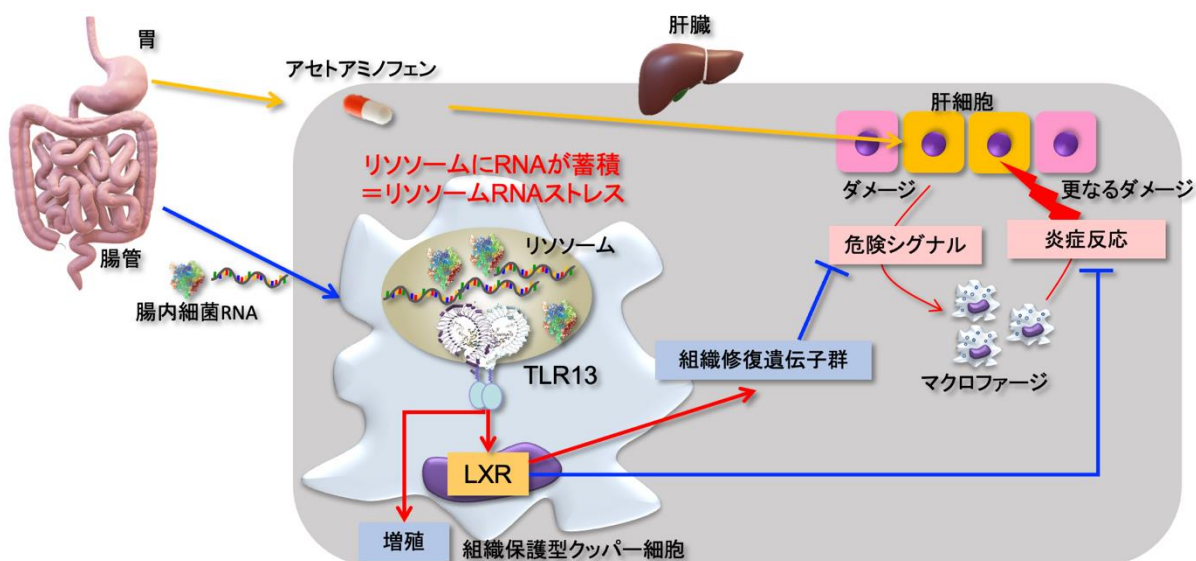 胃
アセトアミノフェン
肝臓
肝細胞
リソソームにRNAが蓄積
＝リソソームRNAストレス
ダメージ
更なるダメージ
リソソーム
危険シグナル
炎症反応
腸管
腸内細菌RNA
TLR13
組織修復遺伝子群
マクロファージ
LXR
増殖
組織保護型クッパー細胞